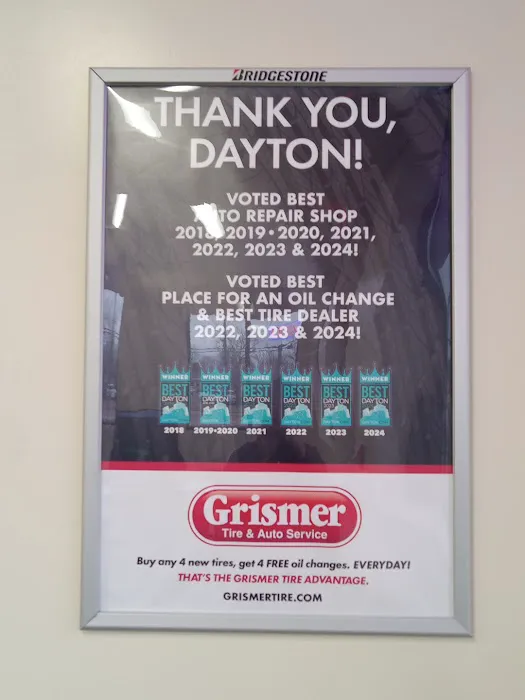 BRIDGESTONE
THANK YOU,
DAYTON!
VOTED BEST
AUTO REPAIR SHOP
2018 • 2019 • 2020, 2021,
2022, 2023 & 2024!
VOTED BEST
PLACE FOR AN OIL CHANGE
& BEST TIRE DEALER
2022, 2023 & 2024!
WINNER WINNER WINNER WINNER WINNER WINNER
BEST BEST BEST BEST BEST BEST
DAYTON DAYTON DAYTON DAYTON DAYTON DAYTON
2018 2019•2020 2021 2022 2023 2024
Grismer
Tire & Auto Service
Buy any 4 new tires, get 4 FREE oil changes. EVERYDAY!
THAT'S THE GRISMER TIRE ADVANTAGE.
GRISMERTIRE.COM